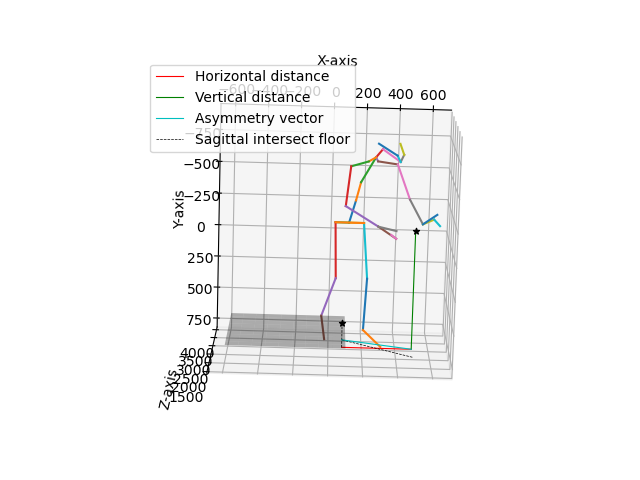 X-axis
Horizontal distance
Vertical distance
Asymmetry vector
Sagittal intersect floor
−600 −400 −200 0 200 400 600
−750
−500
−250
0
250
500
750
Y-axis
4000
3500
3000
2500
2000
1500
Z-axis